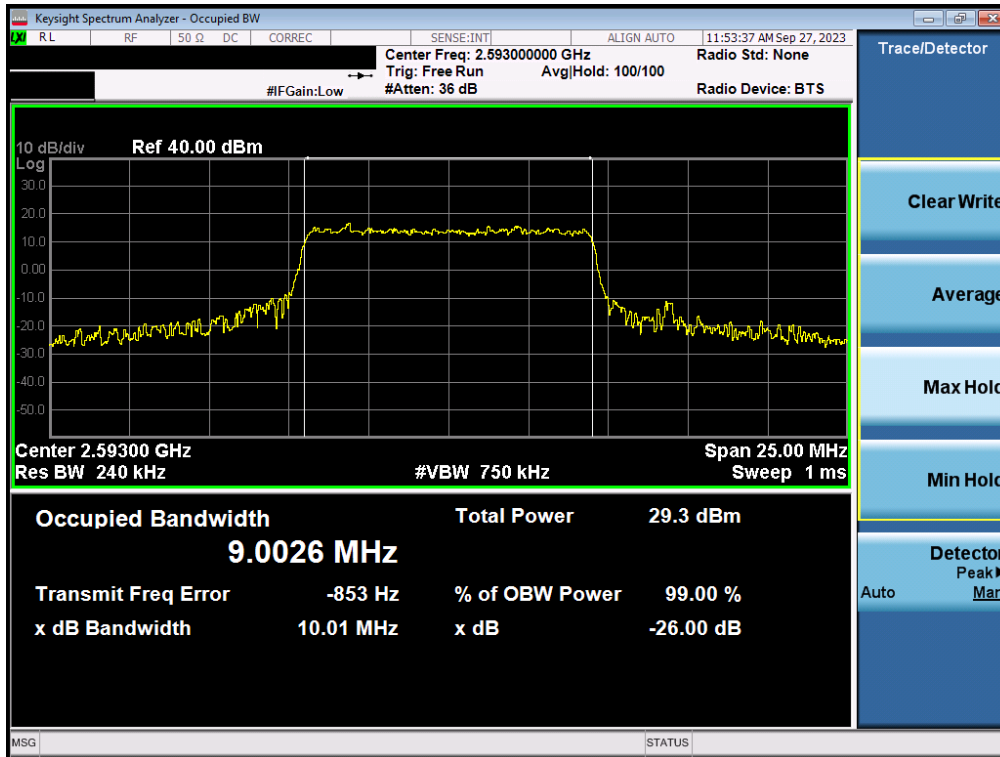 Keysight Spectrum Analyzer - Occupied BW
LXI RL RF 50 Ω DC CORREC SENSE:INT ALIGN AUTO 11:53:37 AM Sep 27, 2023
Center Freq: 2.593000000 GHz Radio Std: None
Trig: Free Run Avg|Hold: 100/100
#IFGain:Low #Atten: 36 dB Radio Device: BTS
10 dB/div Ref 40.00 dBm
Log
30.0
20.0
10.0
0.00
-10.0
-20.0
-30.0
-40.0
-50.0
Center 2.59300 GHz Span 25.00 MHz
Res BW 240 kHz #VBW 750 kHz Sweep 1 ms
Occupied Bandwidth Total Power 29.3 dBm
9.0026 MHz
Transmit Freq Error -853 Hz % of OBW Power 99.00 %
x dB Bandwidth 10.01 MHz x dB -26.00 dB
MSG STATUS
Trace/Detector
Clear Write
Average
Max Hold
Min Hold
Detector
Peak
Auto Man